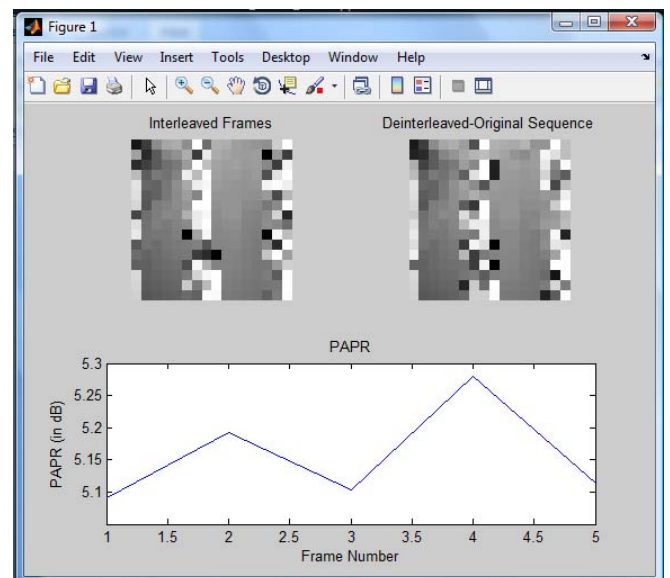 Figure 1
File Edit View Insert Tools Desktop Window Help
Interleaved Frames Deinterleaved-Original Sequence
PAPR
5.3
5.25
5.2
5.15
5.1
PAPR (in dB)
1 1.5 2 2.5 3 3.5 4 4.5 5
Frame Number